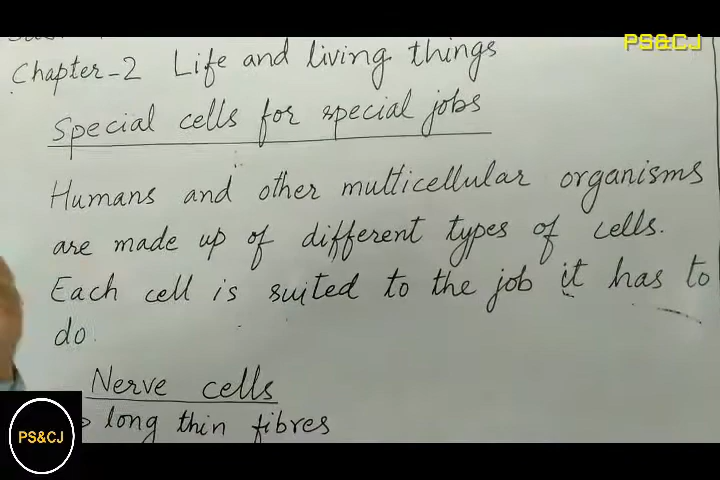 PS&CJ
Chapter-2 Life and living things
Special cells for special jobs
Humans and other multicellular organisms
are made up of different types of cells.
Each cell is suited to the job it has to
do.
Nerve cells
long thin fibres
PS&CJ